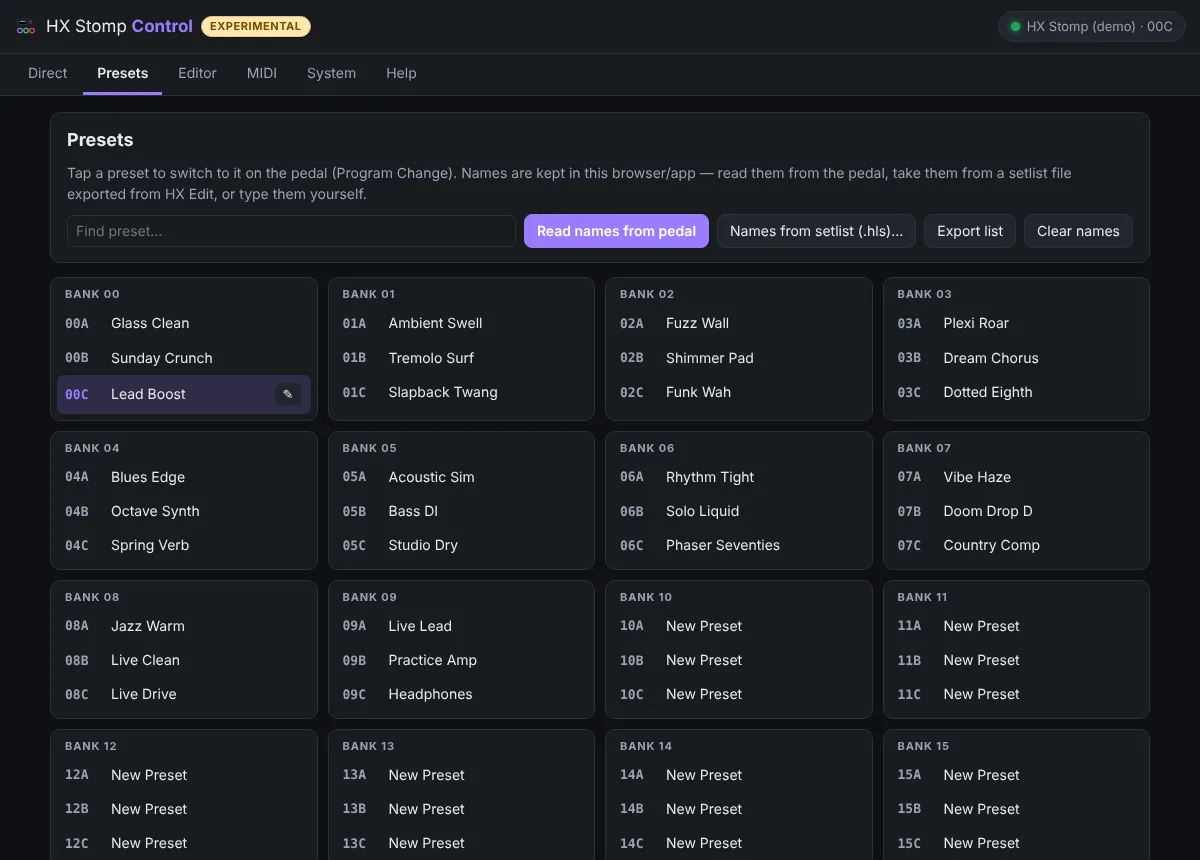 HX Stomp Control EXPERIMENTAL
HX Stomp (demo) · 00C
Direct Presets Editor MIDI System Help
Presets
Tap a preset to switch to it on the pedal (Program Change). Names are kept in this browser/app — read them from the pedal, take them from a setlist file
exported from HX Edit, or type them yourself.
Find preset... Read names from pedal Names from setlist (.hls)... Export list Clear names
BANK 00
00A Glass Clean
00B Sunday Crunch
00C Lead Boost
BANK 01
01A Ambient Swell
01B Tremolo Surf
01C Slapback Twang
BANK 02
02A Fuzz Wall
02B Shimmer Pad
02C Funk Wah
BANK 03
03A Plexi Roar
03B Dream Chorus
03C Dotted Eighth
BANK 04
04A Blues Edge
04B Octave Synth
04C Spring Verb
BANK 05
05A Acoustic Sim
05B Bass DI
05C Studio Dry
BANK 06
06A Rhythm Tight
06B Solo Liquid
06C Phaser Seventies
BANK 07
07A Vibe Haze
07B Doom Drop D
07C Country Comp
BANK 08
08A Jazz Warm
08B Live Clean
08C Live Drive
BANK 09
09A Live Lead
09B Practice Amp
09C Headphones
BANK 10
10A New Preset
10B New Preset
10C New Preset
BANK 11
11A New Preset
11B New Preset
11C New Preset
BANK 12
12A New Preset
12B New Preset
12C New Preset
BANK 13
13A New Preset
13B New Preset
13C New Preset
BANK 14
14A New Preset
14B New Preset
14C New Preset
BANK 15
15A New Preset
15B New Preset
15C New Preset